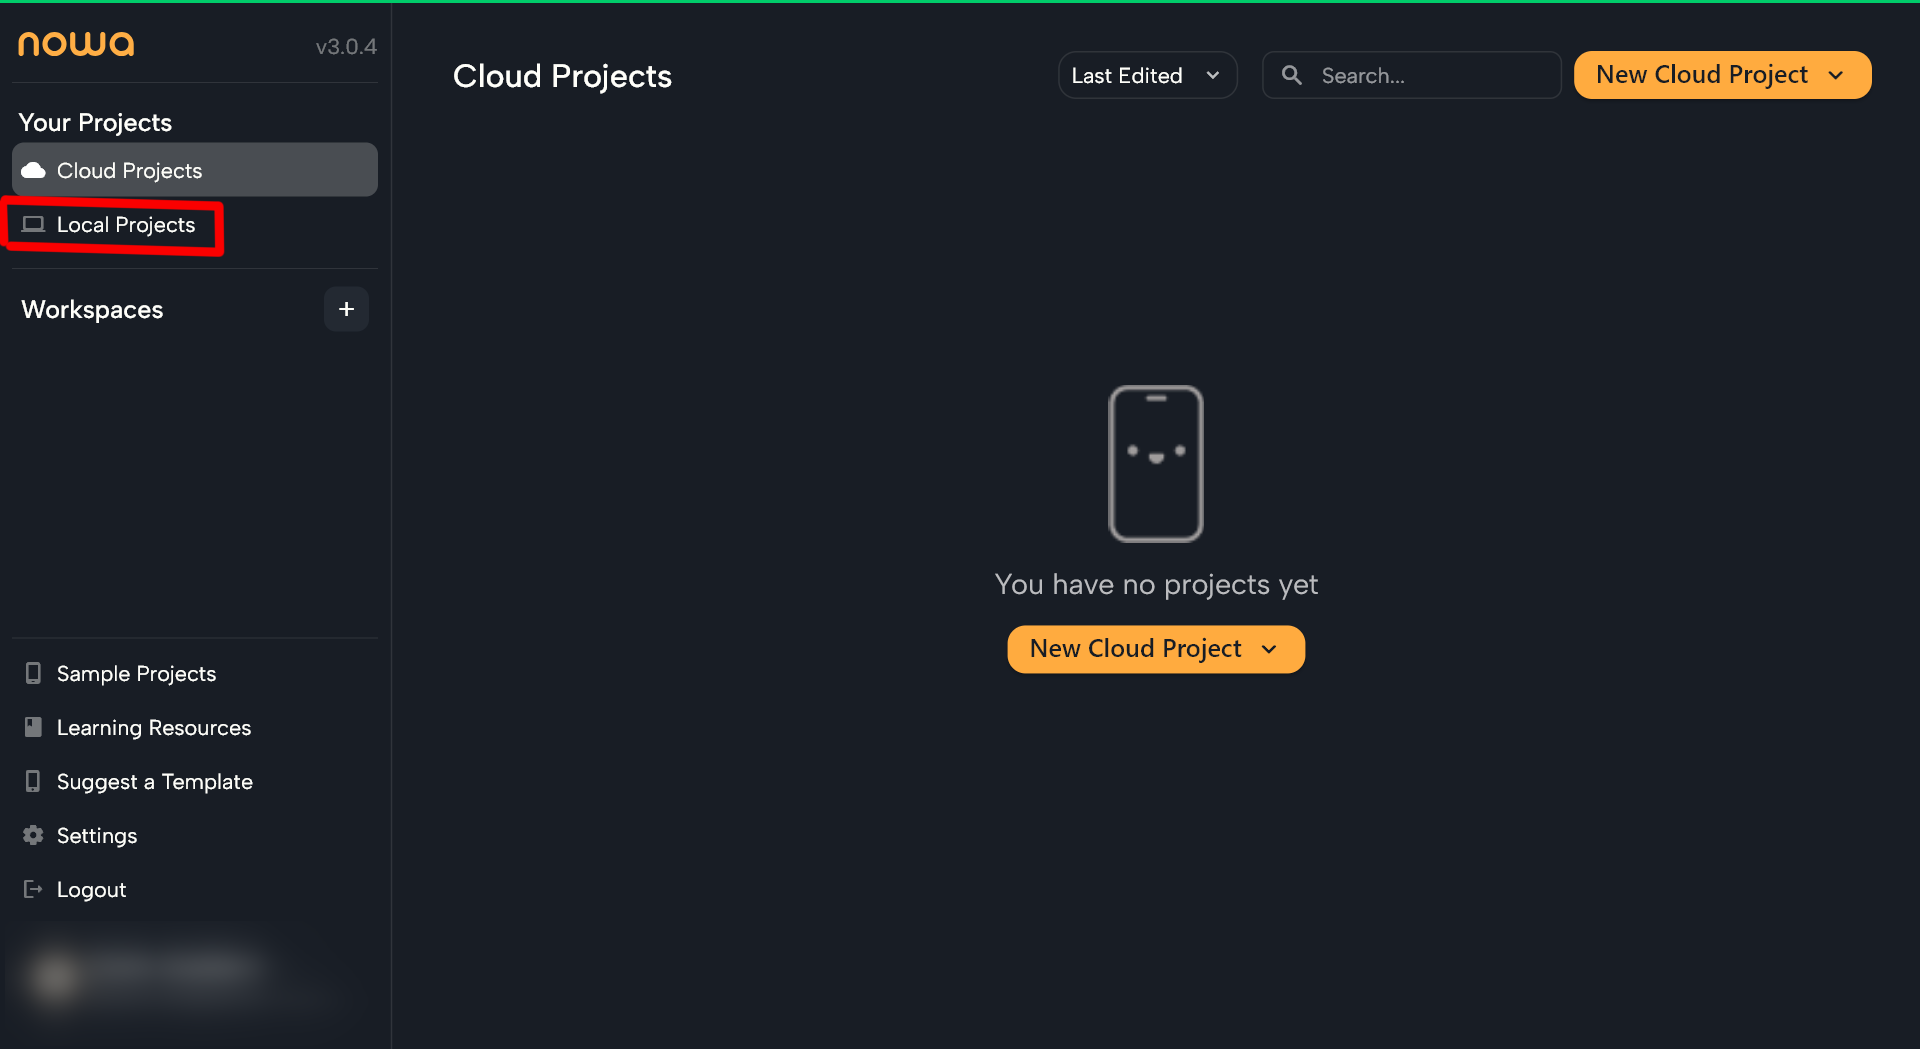 nowa
v3.0.4
Your Projects
Cloud Projects
Local Projects
Workspaces
+
Sample Projects
Learning Resources
Suggest a Template
Settings
Logout
Cloud Projects
Last Edited
Search...
New Cloud Project
You have no projects yet
New Cloud Project